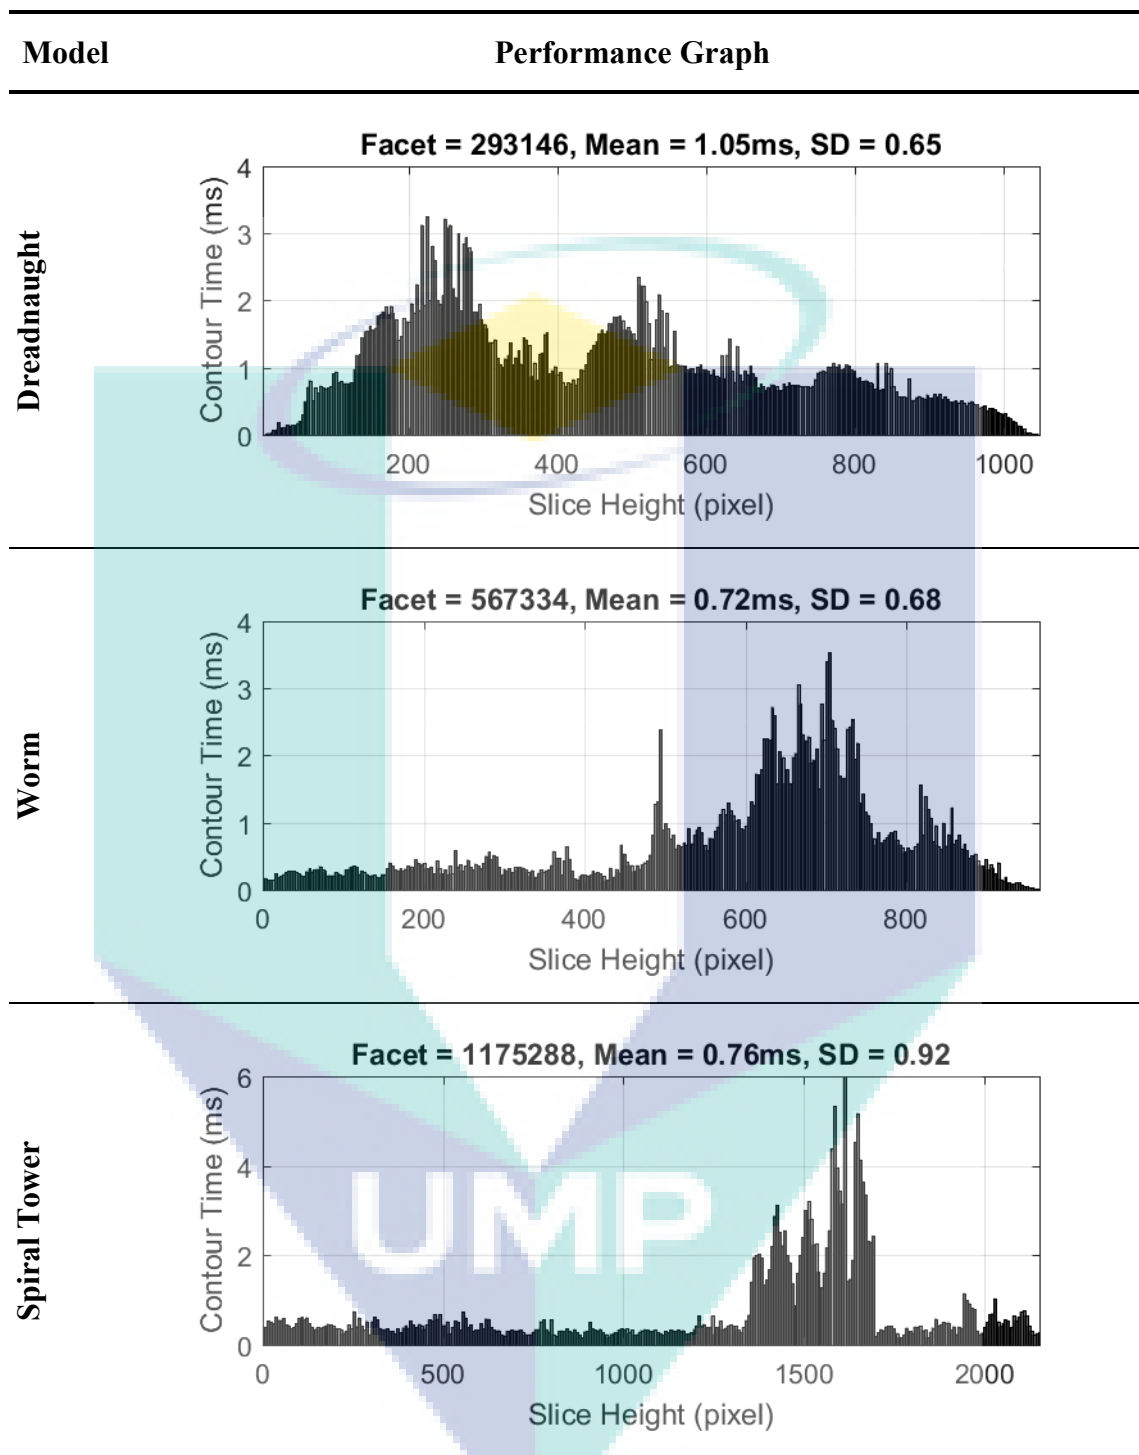 Model Performance Graph
Dreadnaught
Facet = 293146, Mean = 1.05ms, SD = 0.65
Contour Time (ms)
4
3
2
1
0
200 400 600 800 1000
Slice Height (pixel)
Worm
Facet = 567334, Mean = 0.72ms, SD = 0.68
Contour Time (ms)
4
3
2
1
0
0 200 400 600 800
Slice Height (pixel)
Spiral Tower
Facet = 1175288, Mean = 0.76ms, SD = 0.92
Contour Time (ms)
6
4
2
0
0 500 1000 1500 2000
Slice Height (pixel)
UMP